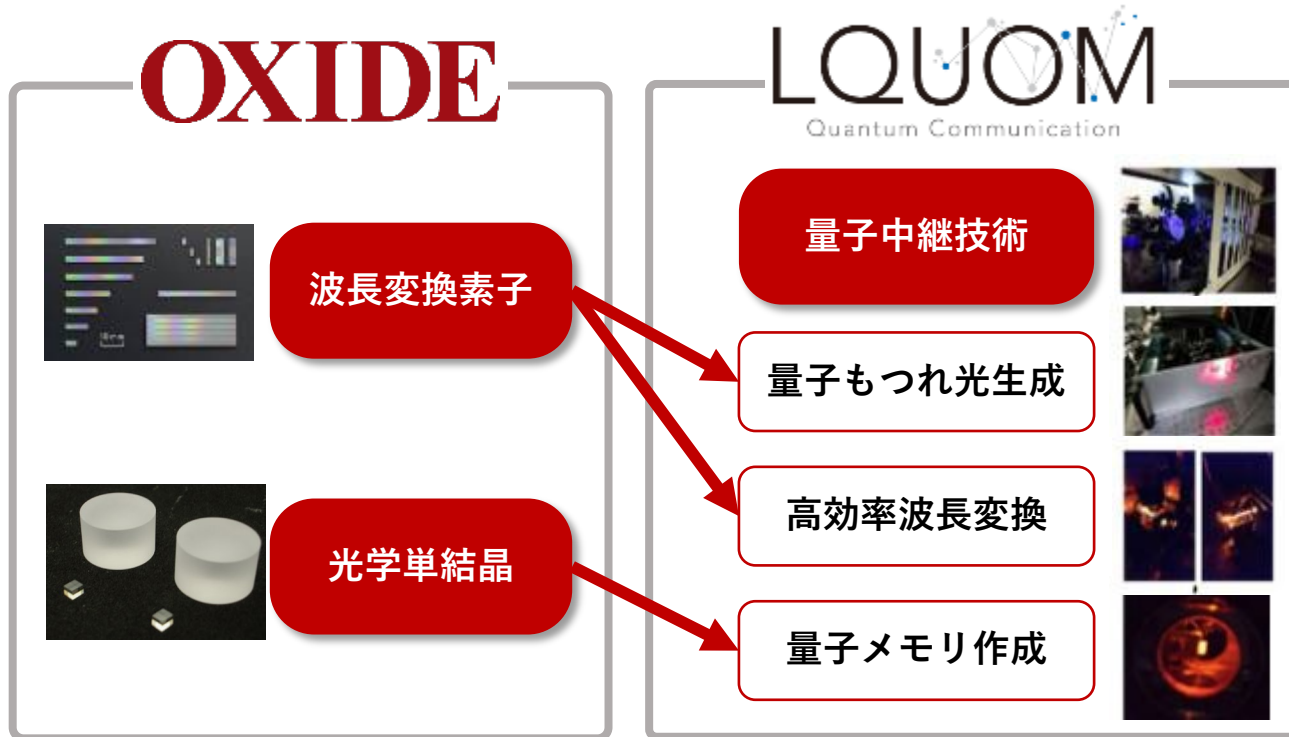 OXIDE
波長変換素子
光学単結晶
LQUOM
Quantum Communication
量子中継技術
量子もつれ光生成
高効率波長変換
量子メモリ作成